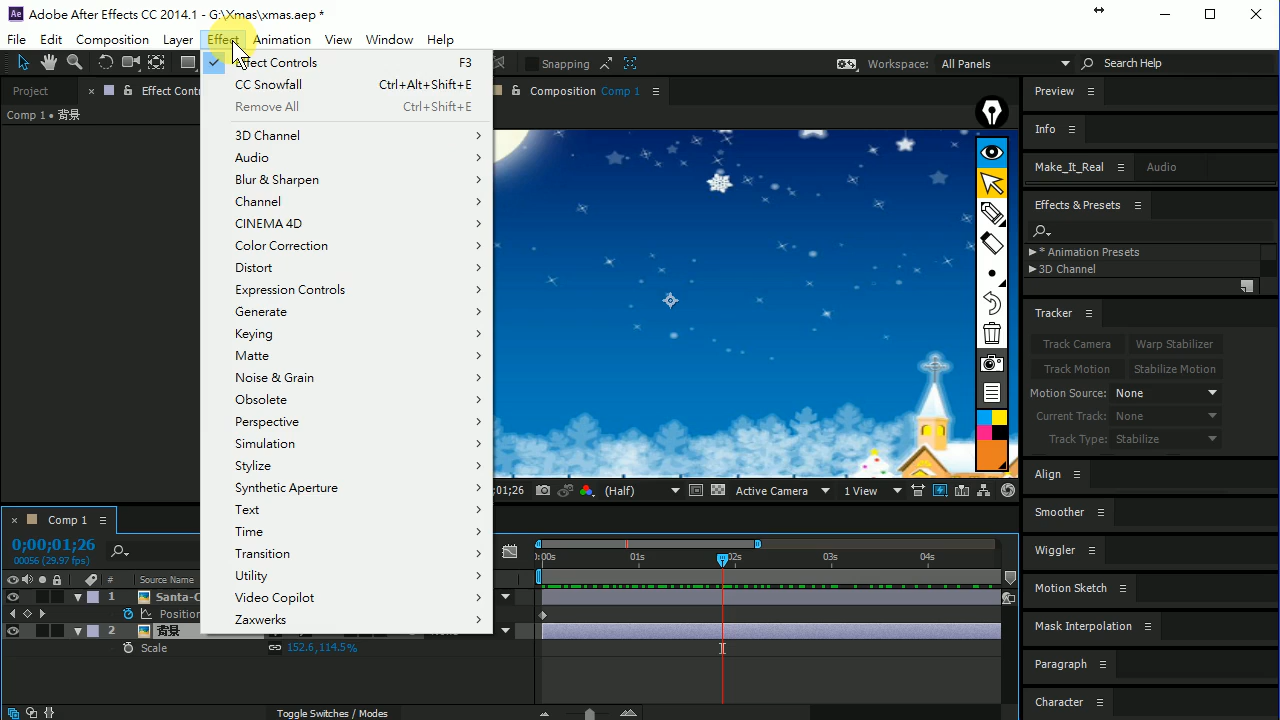 Ae Adobe After Effects CC 2014.1 - G:\Xmas\xmas.aep *
File Edit Composition Layer Effect Animation View Window Help
Snapping
Workspace: All Panels
Search Help
Project
Effect Cont
Comp 1 • 背景
Composition Comp 1
Effect Controls F3
CC Snowfall Ctrl+Alt+Shift+E
Remove All Ctrl+Shift+E
3D Channel
Audio
Blur & Sharpen
Channel
CINEMA 4D
Color Correction
Distort
Expression Controls
Generate
Keying
Matte
Noise & Grain
Obsolete
Perspective
Simulation
Stylize
Synthetic Aperture
Text
Time
Transition
Utility
Video Copilot
Zaxwerks
Preview
Info
Make_It_Real Audio
Effects & Presets
* Animation Presets
3D Channel
Tracker
Track Camera Warp Stabilizer
Track Motion Stabilize Motion
Motion Source: None
Current Track: None
Track Type: Stabilize
Align
Smoother
Wiggler
Motion Sketch
Mask Interpolation
Paragraph
Character
;01;26 (Half) Active Camera 1 View
Comp 1
0;00;01;26
00056 (29.97 fps)
# Source Name
:00s 01s 02s 03s 04s
1 Santa-C
Position
2 背景
Scale 152.6,114.5%
Toggle Switches / Modes